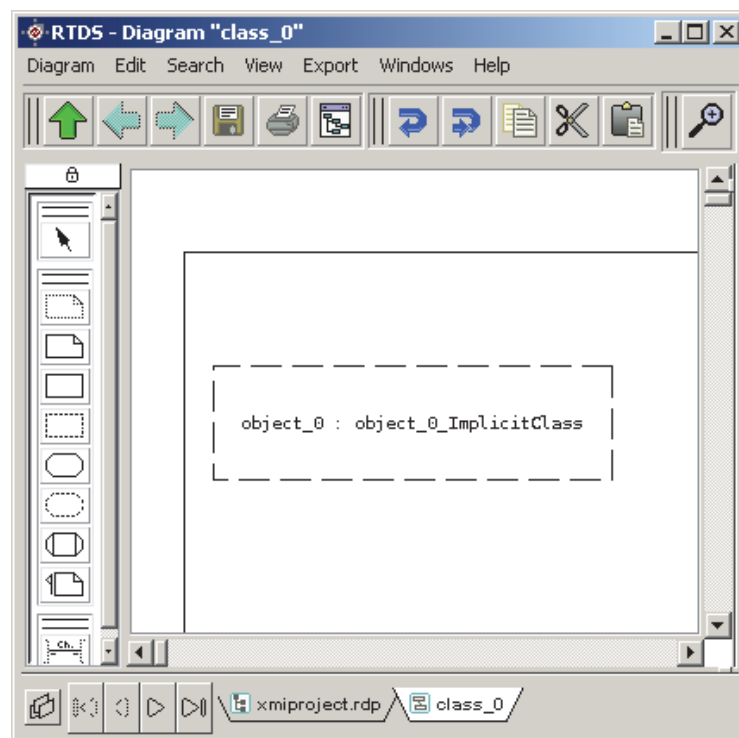 RTDS - Diagram "class_0"
Diagram Edit Search View Export Windows Help
object_0 : object_0_ImplicitClass
Ch.
xmiproject.rdp class_0